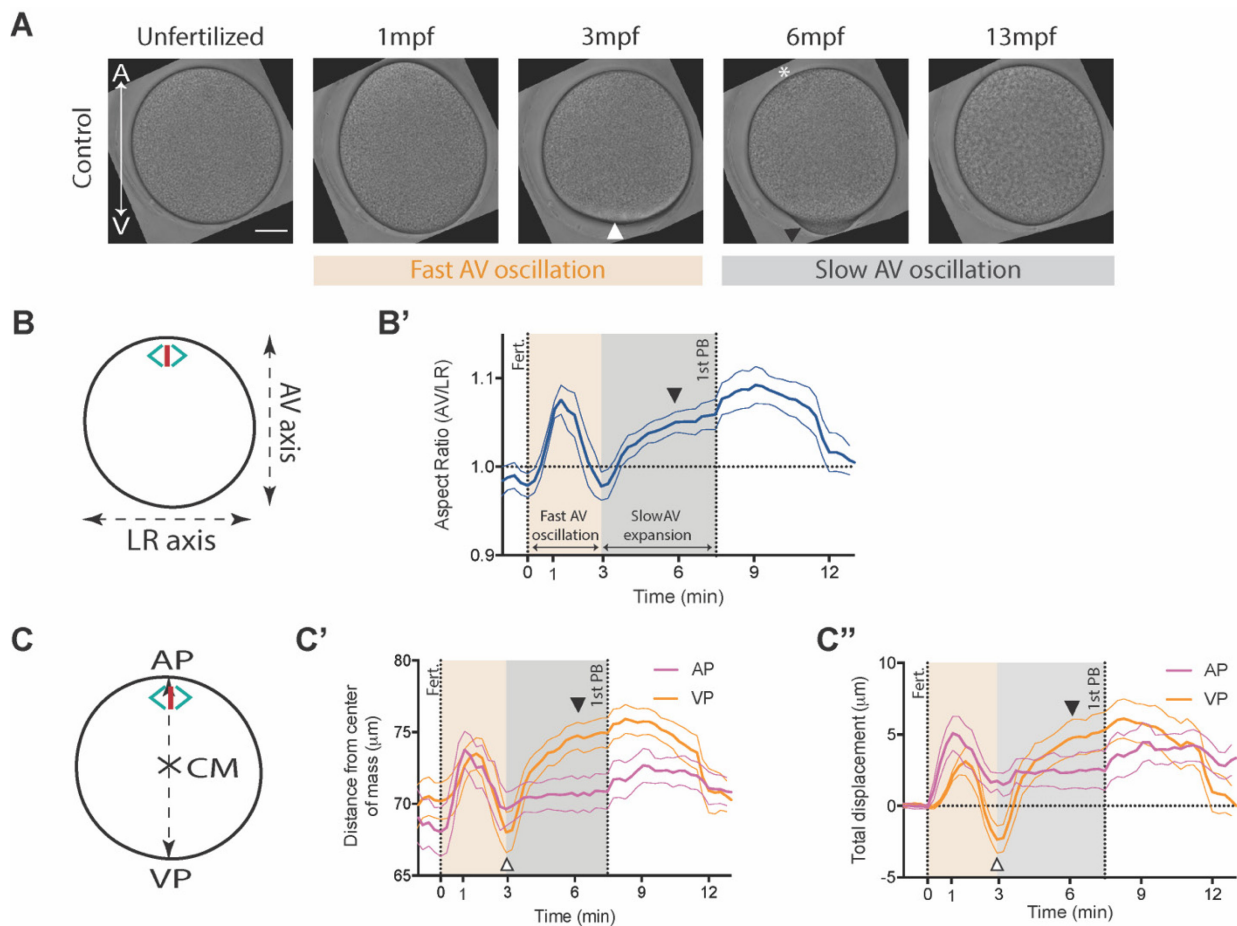 A
Unfertilized
1mpf
3mpf
6mpf
13mpf
Control
A
V
*
Fast AV oscillation
Slow AV oscillation
B
AV axis
LR axis
B'
Aspect Ratio (AV/LR)
1.1
1.0
0.9
Fert.
1st PB
Fast AV
oscillation
SlowAV
expansion
0
1
3
6
9
12
Time (min)
C
AP
CM
VP
C'
Distance from center
of mass (μm)
80
75
70
65
Fert.
1st PB
AP
VP
0
1
3
6
9
12
Time (min)
C"
Total displacement (μm)
10
5
0
-5
Fert.
1st PB
AP
VP
0
1
3
6
9
12
Time (min)